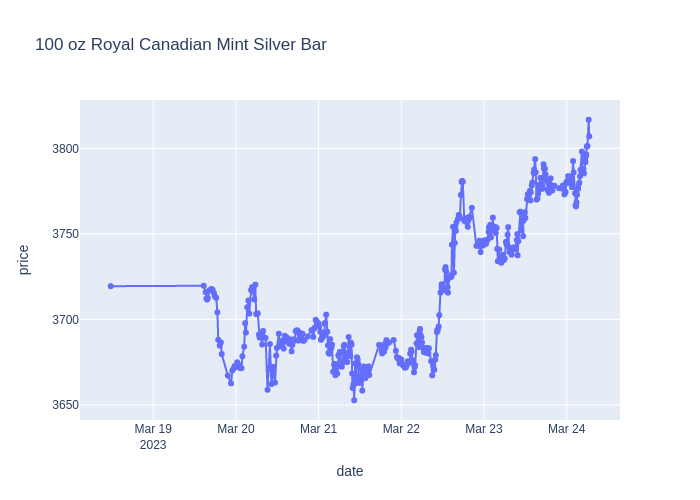 100 oz Royal Canadian Mint Silver Bar
price
3800
3750
3700
3650
Mar 19
2023
Mar 20
Mar 21
Mar 22
Mar 23
Mar 24
date